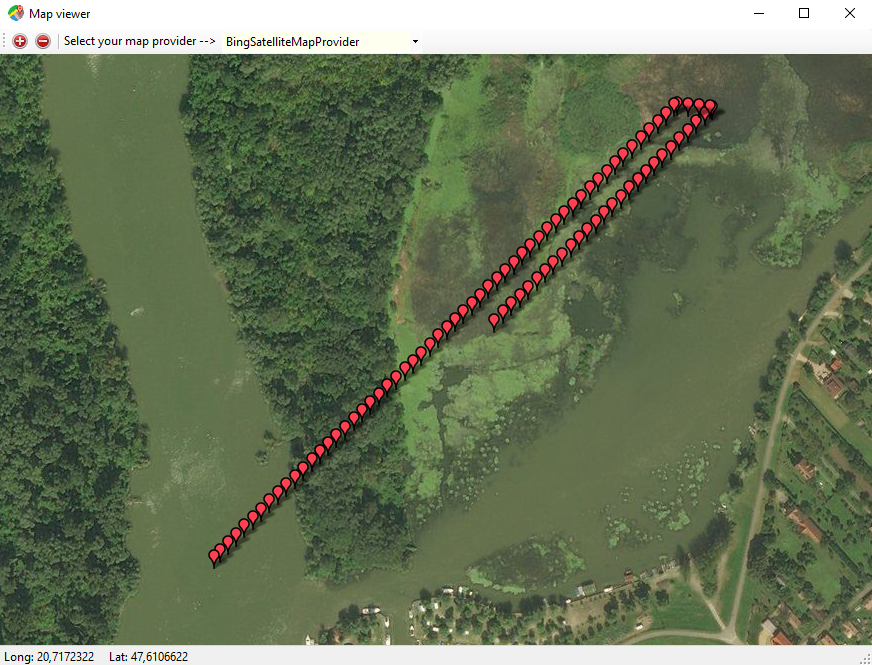 Map viewer
Select your map provider --> BingSatelliteMapProvider
Long: 20,7172322 Lat: 47,6106622